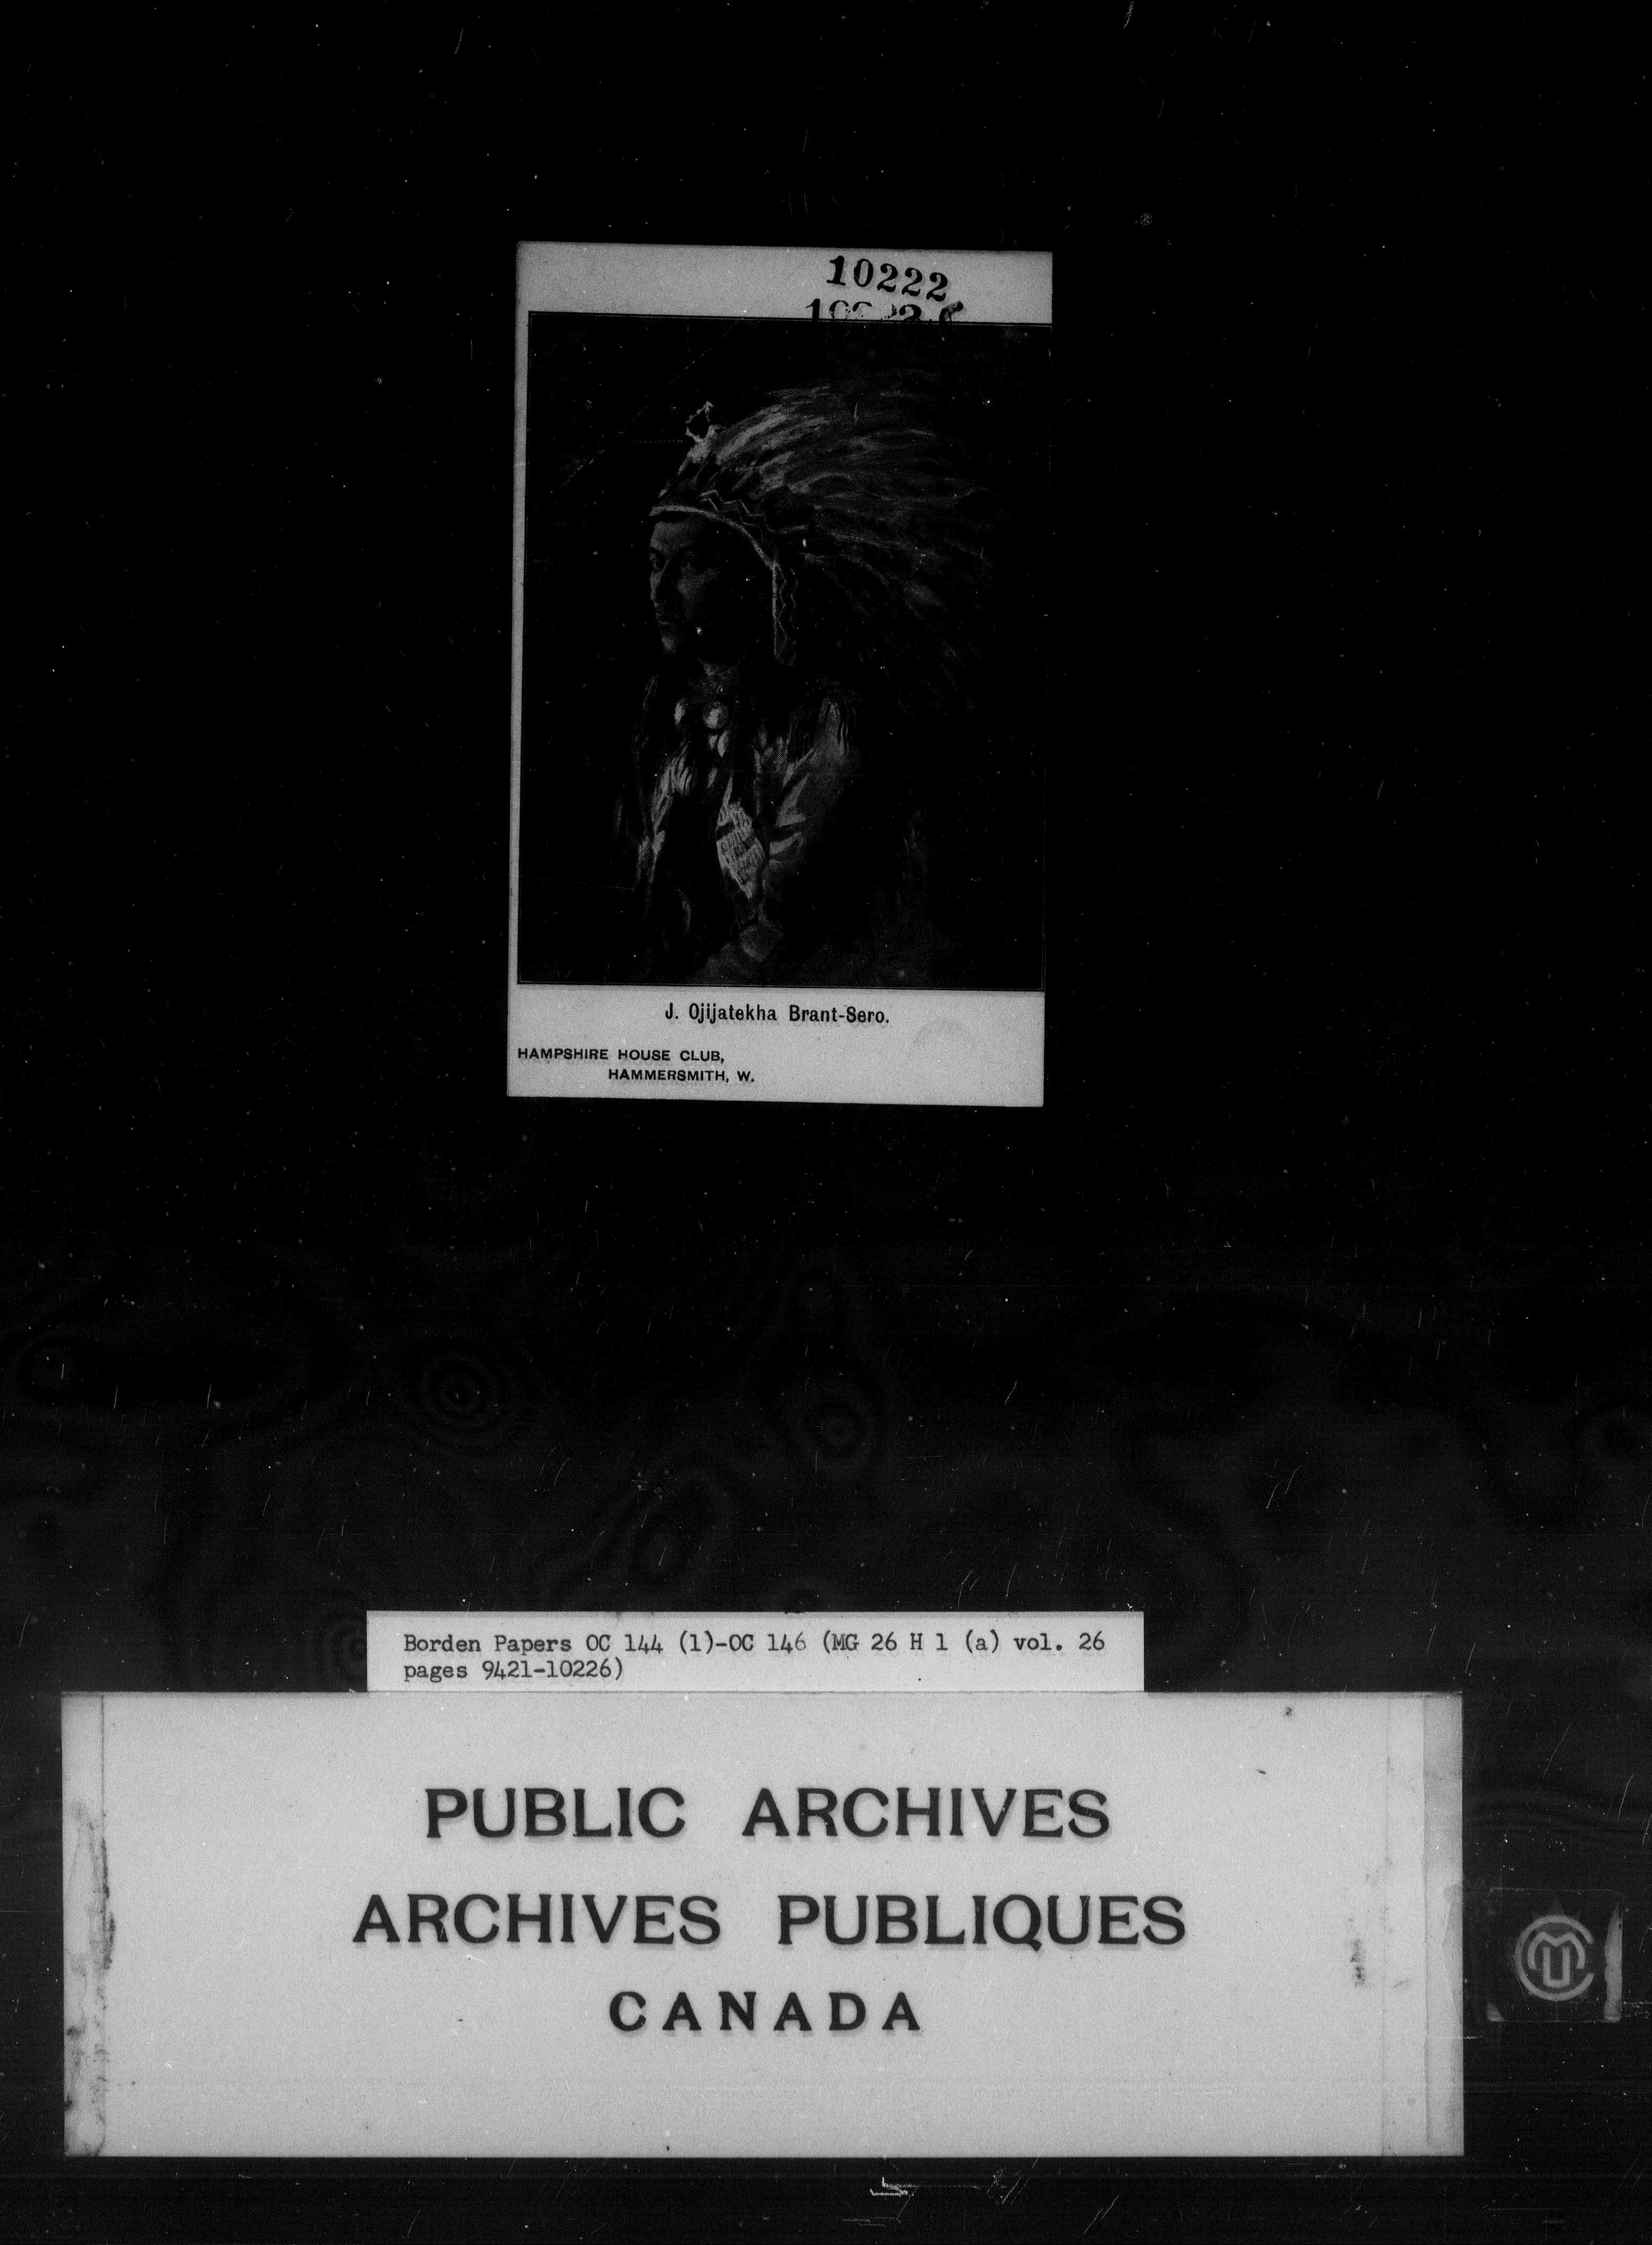 10222
J. Ojijatekha Brant-Sero.
HAMPSHIRE HOUSE CLUB,
HAMMERSMITH, W.
Borden Papers OC 144 (1)-OC 146 (MG 26 H 1 (a) vol. 26
pages 9421-10226)
PUBLIC ARCHIVES
ARCHIVES PUBLIQUES
CANADA